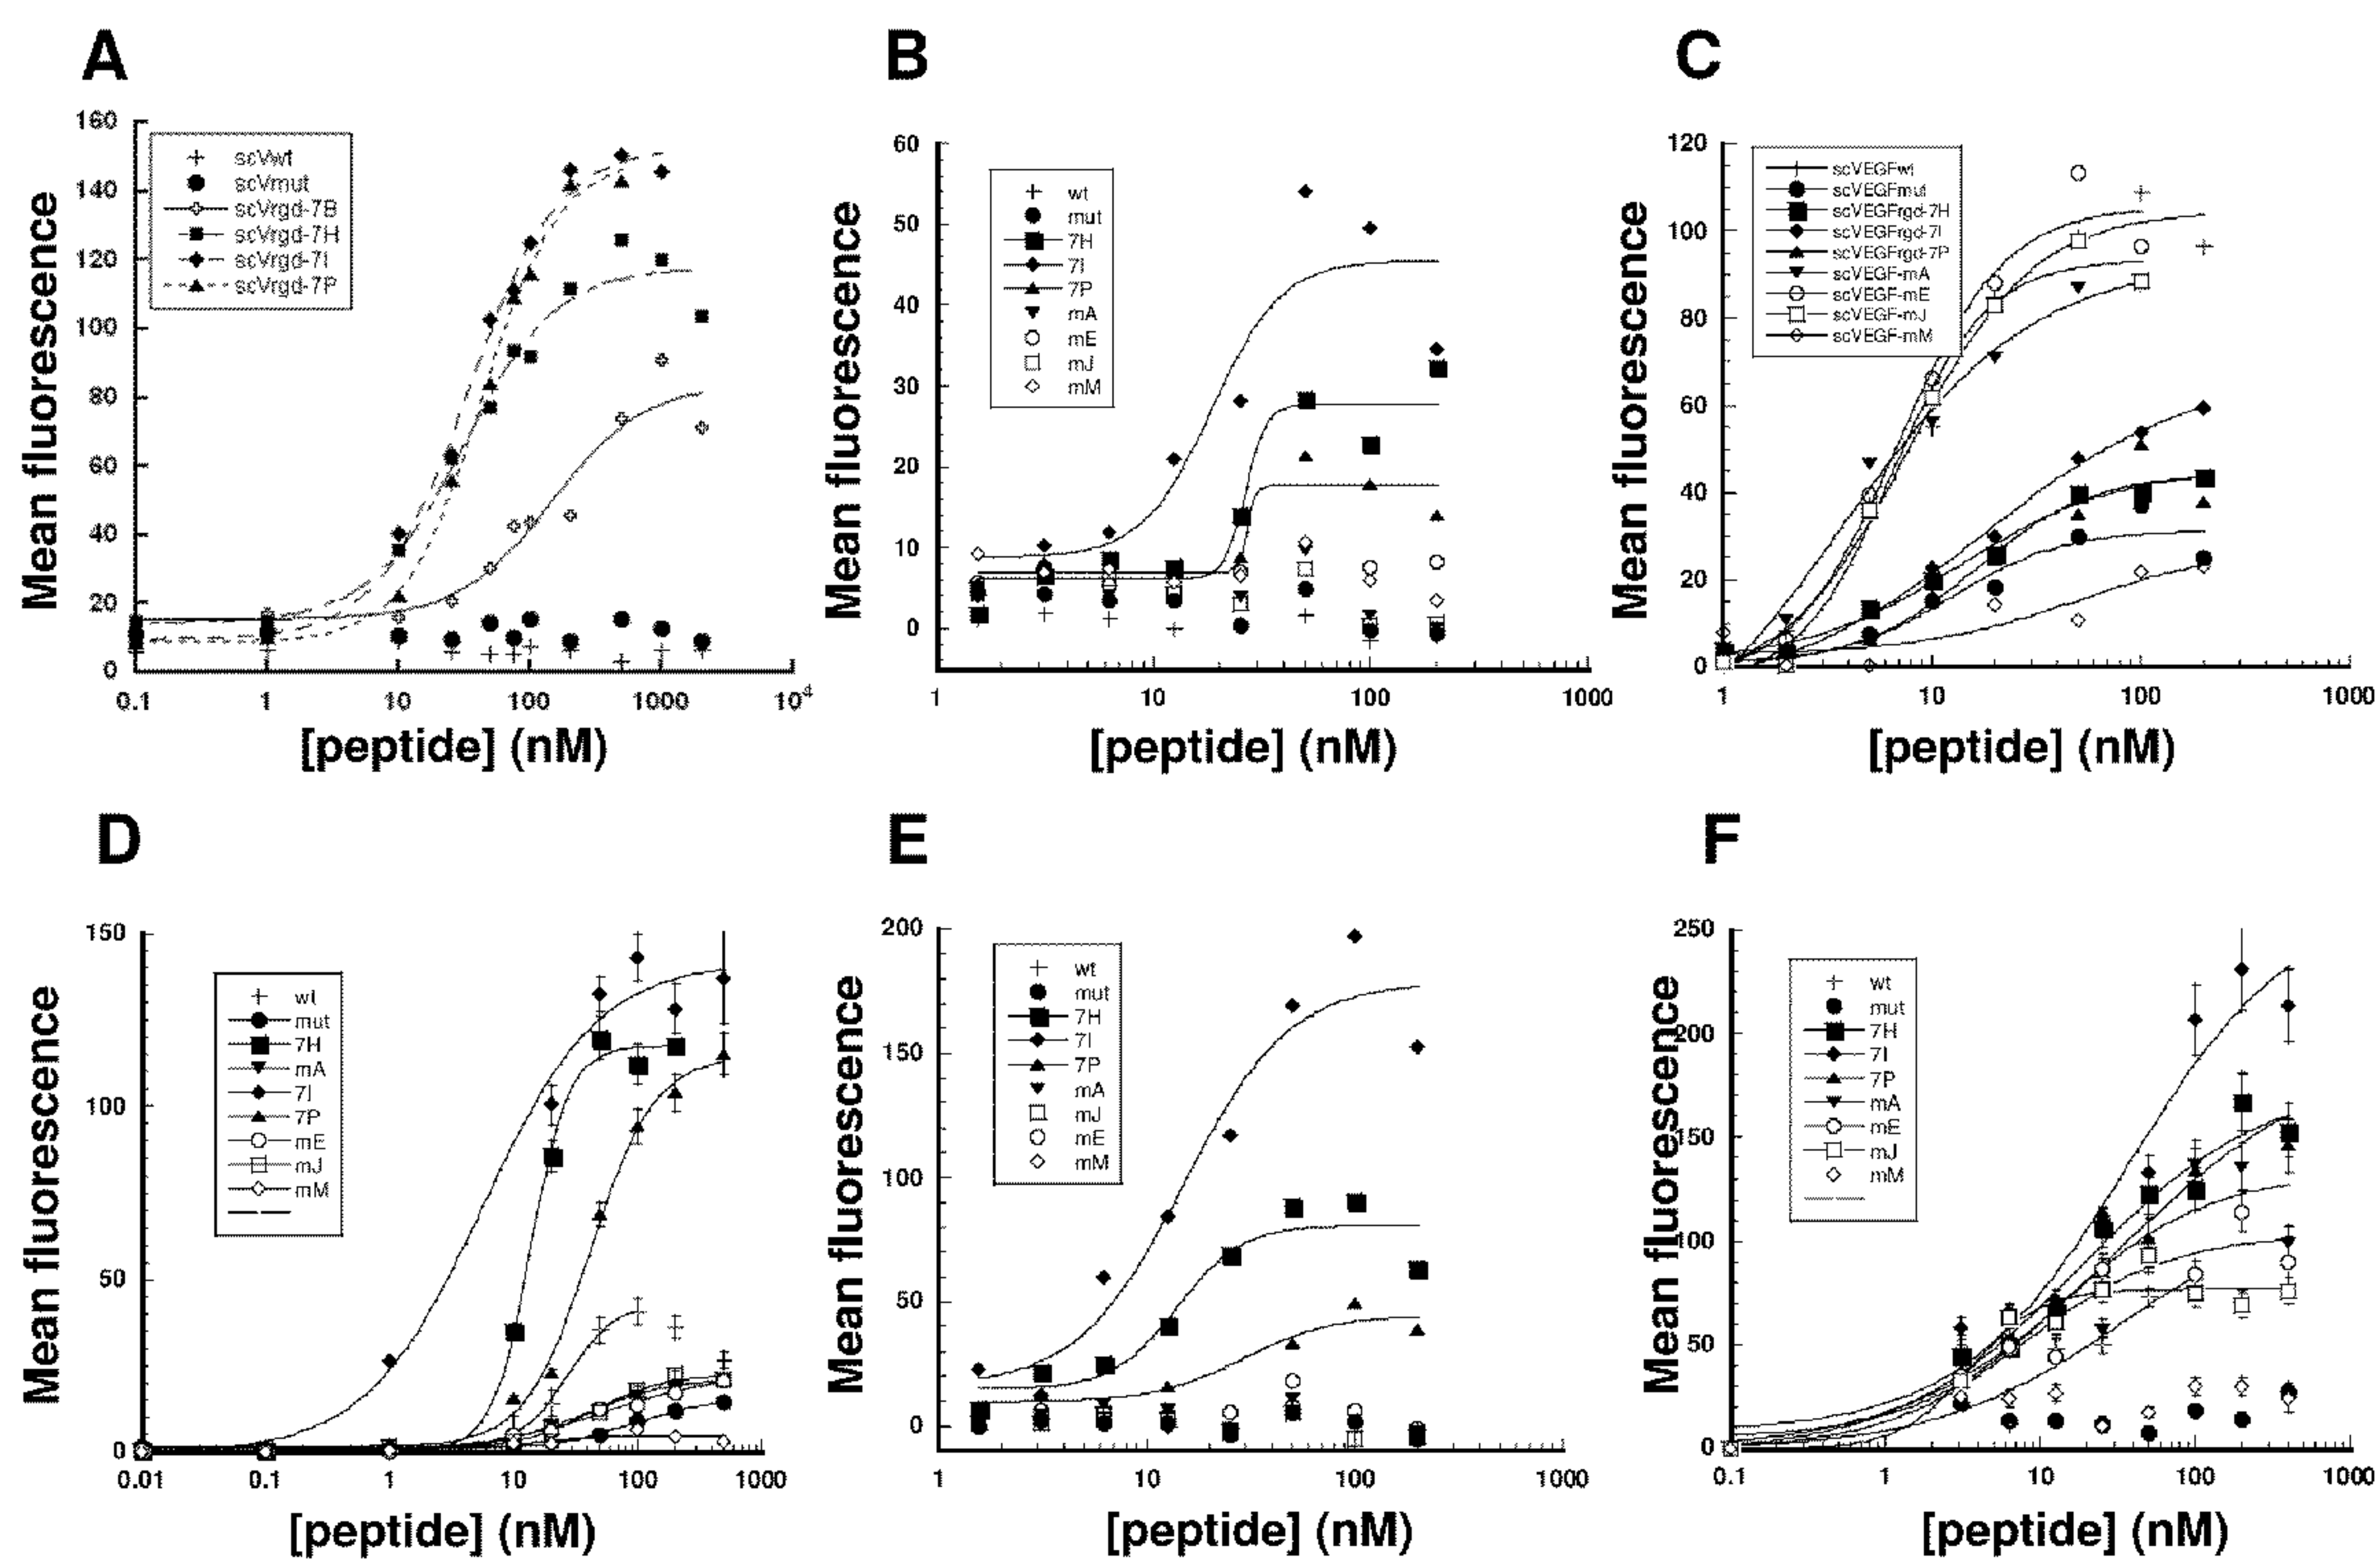 A
B
C
160
140
120
100
80
60
40
20
0
0.1
1
10
100
1000
10⁴
Mean fluorescence
[peptide] (nM)
scVwt
scVmut
scVrgd-7B
scVrgd-7H
scVrgd-7I
scVrgd-7P
60
50
40
30
20
10
0
1
10
100
1000
Mean fluorescence
[peptide] (nM)
wt
mut
7H
7I
7P
mA
mE
mJ
mM
120
100
80
60
40
20
0
1
10
100
1000
Mean fluorescence
[peptide] (nM)
scVEGFwt
scVEGFmut
scVEGFrgd-7H
scVEGFrgd-7I
scVEGFrgd-7P
scVEGF-mA
scVEGF-mE
scVEGF-mJ
scVEGF-mM
D
E
F
150
100
50
0
0.01
0.1
1
10
100
1000
Mean fluorescence
[peptide] (nM)
wt
mut
7H
mA
7I
7P
mE
mJ
mM
200
150
100
50
0
1
10
100
1000
Mean fluorescence
[peptide] (nM)
wt
mut
7H
7I
7P
mA
mJ
mE
mM
250
200
150
100
50
0
0.1
1
10
100
1000
Mean fluorescence
[peptide] (nM)
wt
mut
7H
7I
7P
mA
mE
mJ
mM